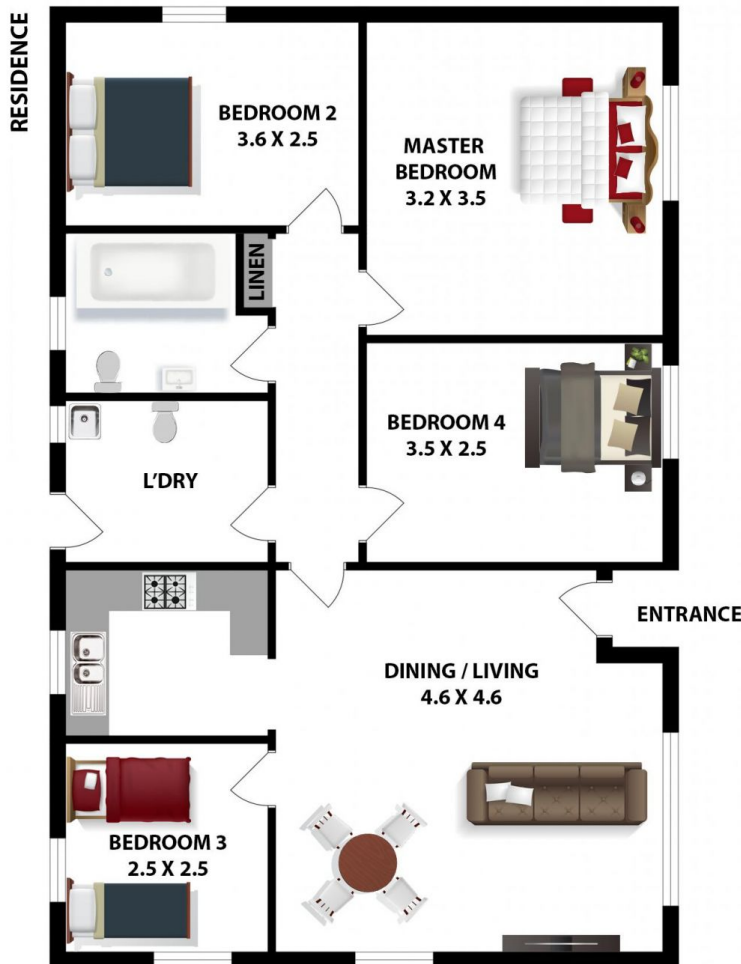 RESIDENCE
BEDROOM 2
3.6 X 2.5
MASTER
BEDROOM
3.2 X 3.5
LINEN
BEDROOM 4
3.5 X 2.5
L'DRY
ENTRANCE
DINING / LIVING
4.6 X 4.6
BEDROOM 3
2.5 X 2.5